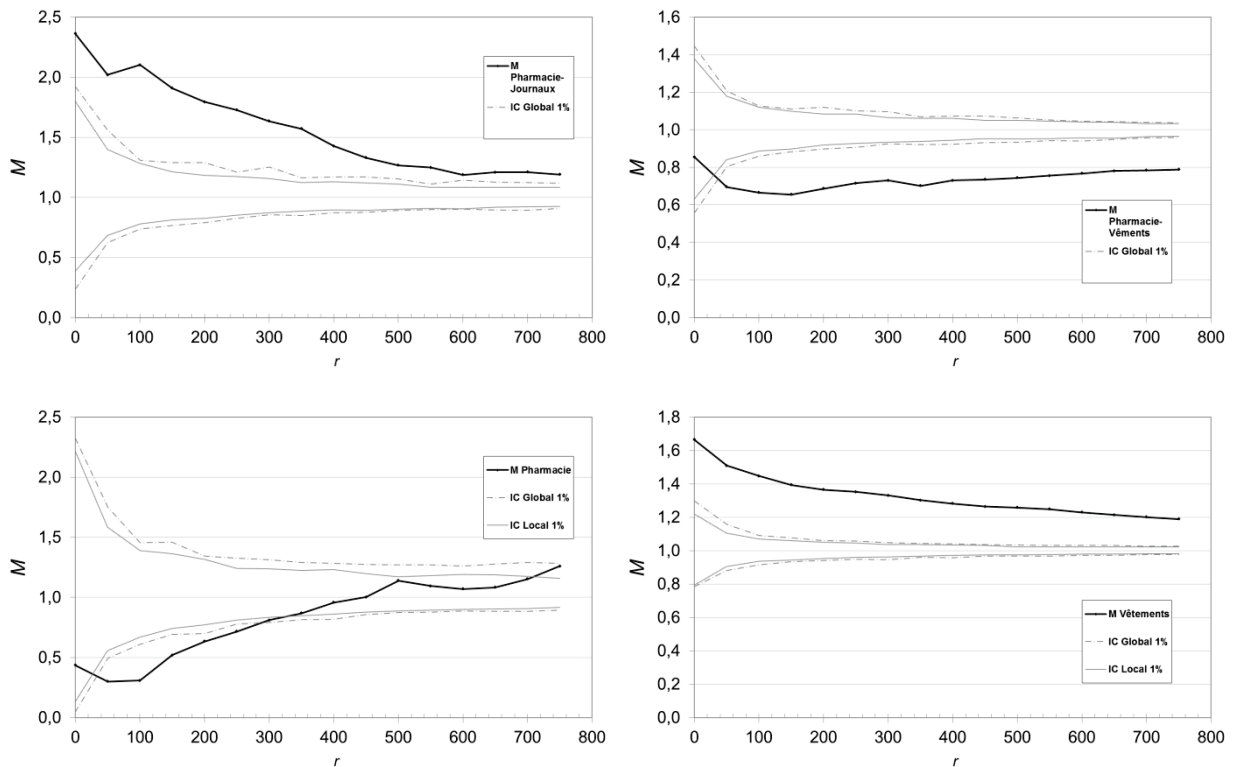 2,5
2,0
1,5
1,0
0,5
0,0
M
0 100 200 300 400 500 600 700 800
r
M
Pharmacie-
Journaux
IC Global 1%
1,6
1,4
1,2
1,0
0,8
0,6
0,4
0,2
0,0
M
0 100 200 300 400 500 600 700 800
r
M
Pharmacie-
Vêments
IC Global 1%
2,5
2,0
1,5
1,0
0,5
0,0
M
0 100 200 300 400 500 600 700 800
r
M Pharmacie
IC Global 1%
IC Local 1%
1,8
1,6
1,4
1,2
1,0
0,8
0,6
0,4
0,2
0,0
M
0 100 200 300 400 500 600 700 800
r
M Vêtements
IC Global 1%
IC Local 1%